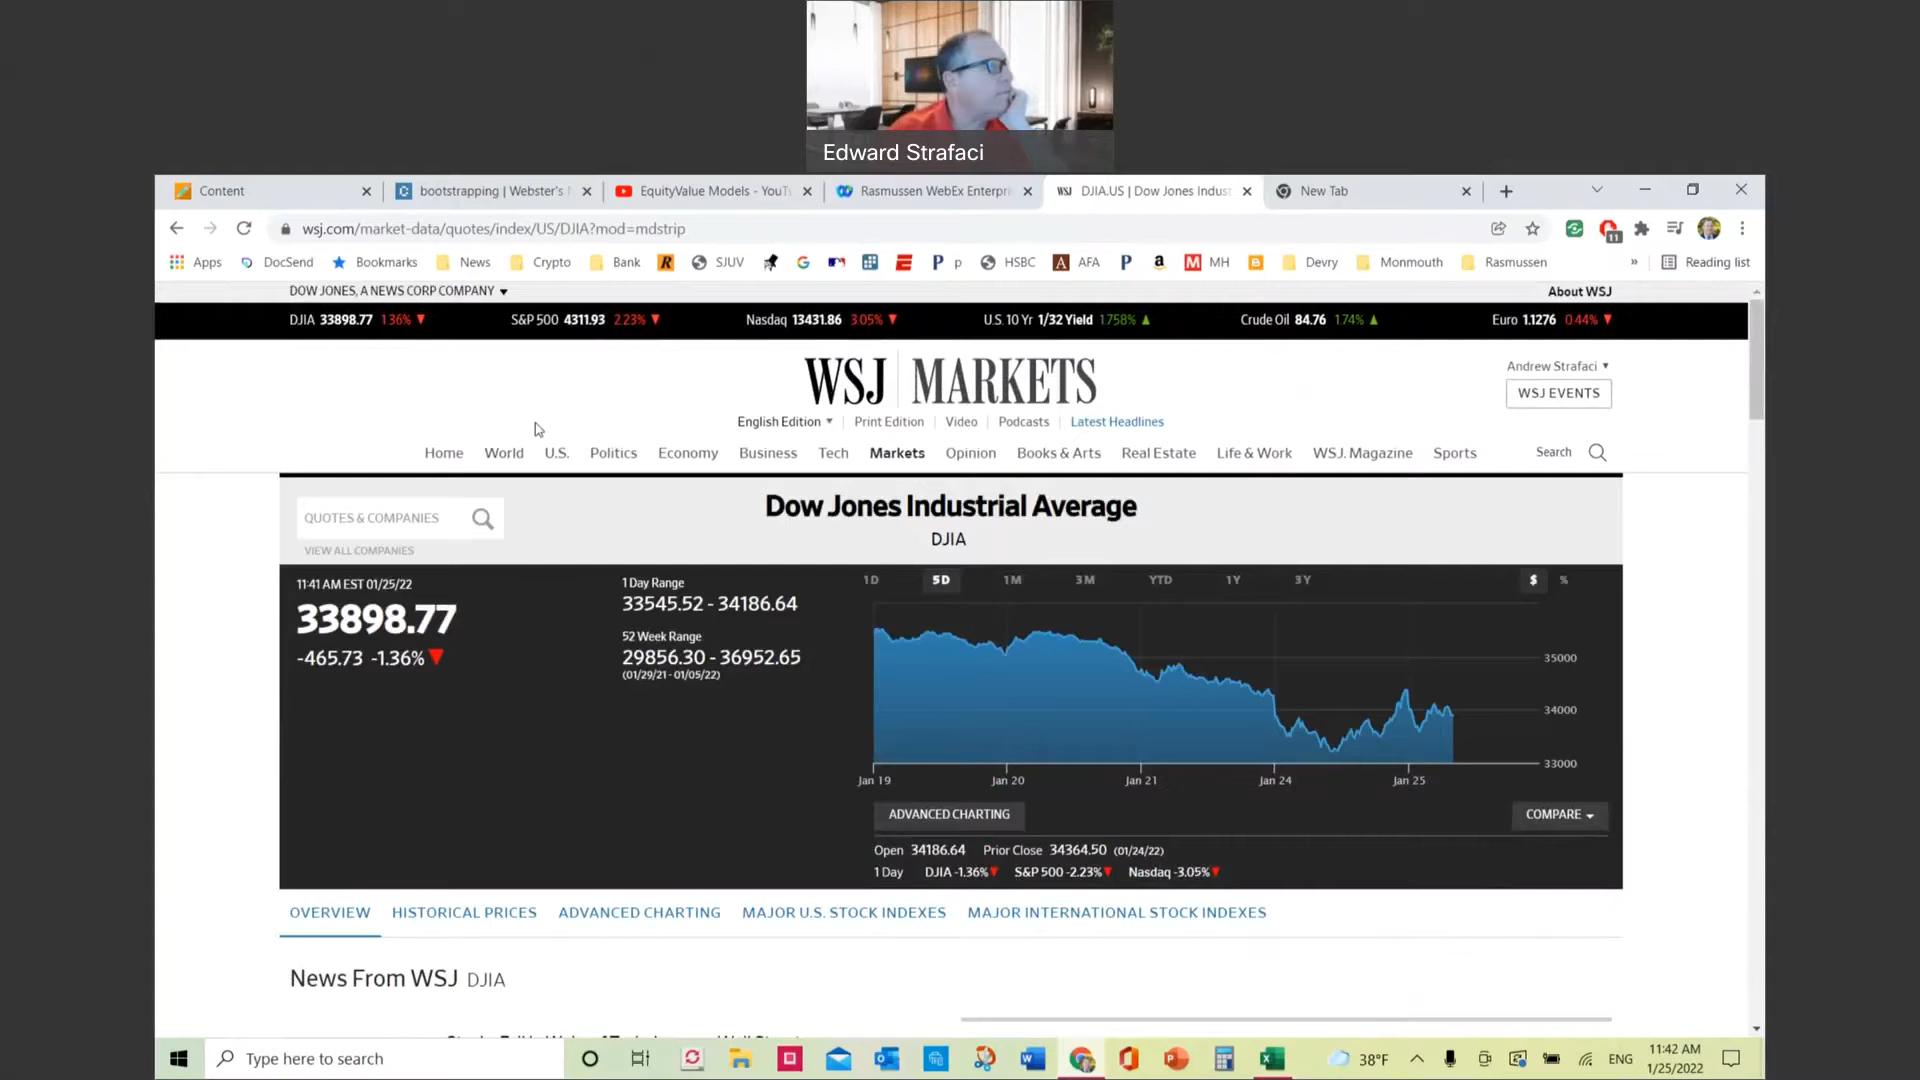 Edward Strafaci
Content
bootstrapping | Webster's
EquityValue Models - YouT
Rasmussen WebEx Enterpri
WSJ DJIA.US | Dow Jones Indust
New Tab
wsj.com/market-data/quotes/index/US/DJIA?mod=mdstrip
11
Apps DocSend Bookmarks News Crypto Bank R SJUV G P p HSBC A AFA P a M MH Devry Monmouth Rasmussen » Reading list
DOW JONES, A NEWS CORP COMPANY
About WSJ
DJIA 33898.77 1.36% S&P 500 4311.93 2.23% Nasdaq 13431.86 3.05% U.S. 10 Yr 1/32 Yield 1.758% Crude Oil 84.76 1.74% Euro 1.1276 0.44%
WSJ MARKETS
Andrew Strafaci
WSJ EVENTS
English Edition Print Edition Video Podcasts Latest Headlines
Home World U.S. Politics Economy Business Tech Markets Opinion Books & Arts Real Estate Life & Work WSJ. Magazine Sports Search
Dow Jones Industrial Average
DJIA
QUOTES & COMPANIES
VIEW ALL COMPANIES
11:41 AM EST 01/25/22
33898.77
-465.73 -1.36%
1 Day Range
33545.52 - 34186.64
52 Week Range
29856.30 - 36952.65
(01/29/21 - 01/05/22)
1D 5D 1M 3M YTD 1Y 3Y $ %
35000
34000
33000
Jan 19 Jan 20 Jan 21 Jan 24 Jan 25
ADVANCED CHARTING
COMPARE
Open 34186.64 Prior Close 34364.50 (01/24/22)
1 Day DJIA -1.36% S&P 500 -2.23% Nasdaq -3.05%
OVERVIEW HISTORICAL PRICES ADVANCED CHARTING MAJOR U.S. STOCK INDEXES MAJOR INTERNATIONAL STOCK INDEXES
News From WSJ DJIA
Type here to search
38°F
ENG
11:42 AM
1/25/2022